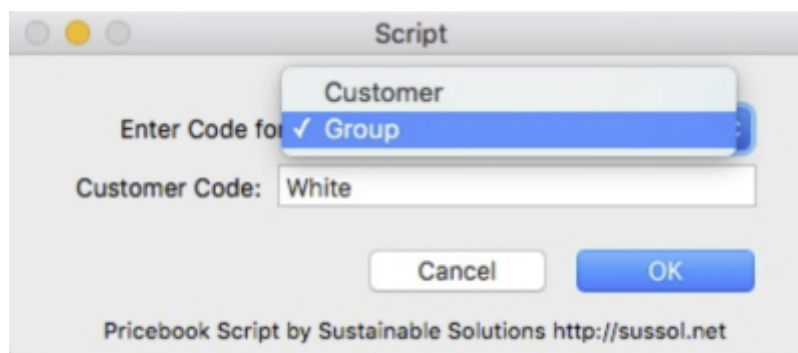 Script
Customer
Enter Code fo ✓ Group
Customer Code: White
Cancel OK
Pricebook Script by Sustainable Solutions http://sussol.net